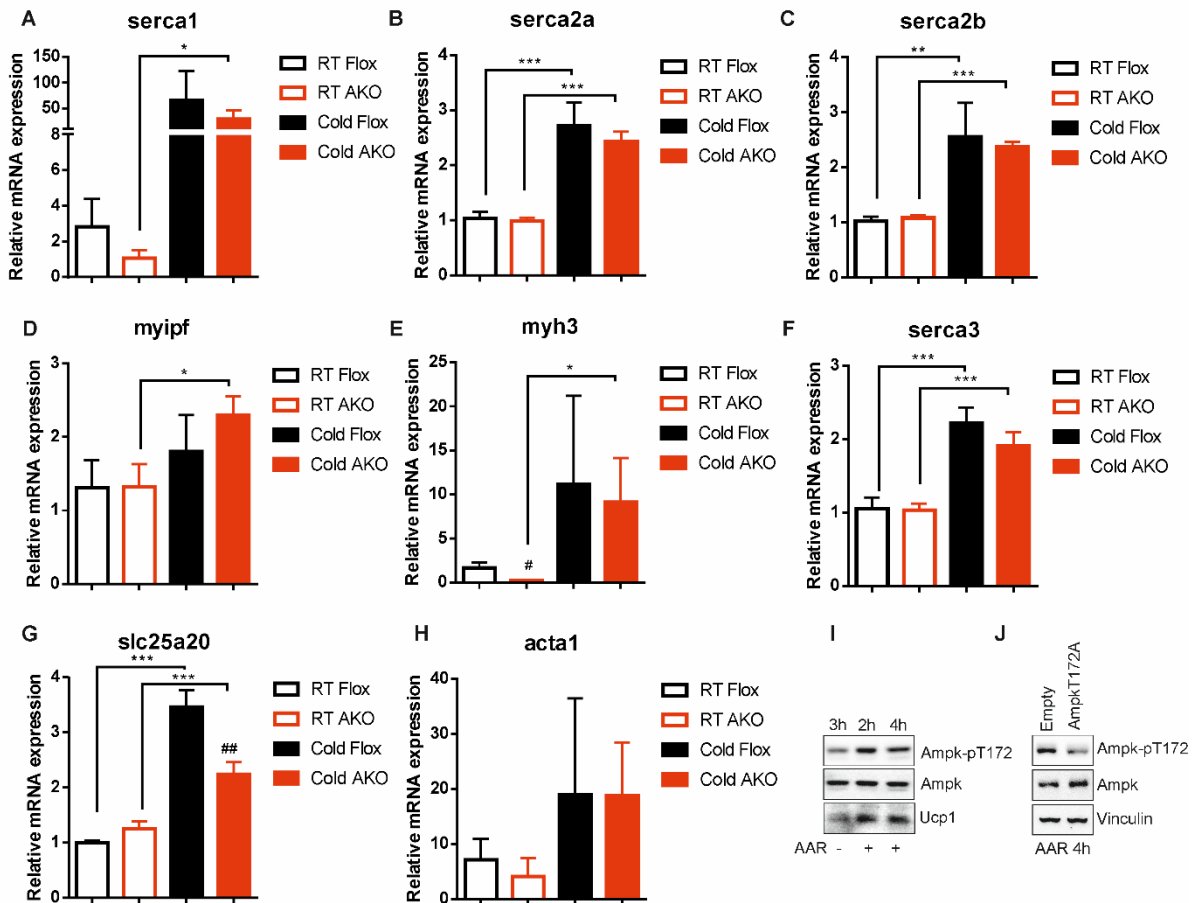 A
serca1
Relative mRNA expression
150
100
50
8
6
4
2
0
*
RT Flox
RT AKO
Cold Flox
Cold AKO
B
serca2a
Relative mRNA expression
4
3
2
1
0
***
***
RT Flox
RT AKO
Cold Flox
Cold AKO
C
serca2b
Relative mRNA expression
4
3
2
1
0
**
***
RT Flox
RT AKO
Cold Flox
Cold AKO
D
myipf
Relative mRNA expression
3
2
1
0
*
RT Flox
RT AKO
Cold Flox
Cold AKO
E
myh3
Relative mRNA expression
25
20
15
10
5
0
*
#
RT Flox
RT AKO
Cold Flox
Cold AKO
F
serca3
Relative mRNA expression
3
2
1
0
***
***
RT Flox
RT AKO
Cold Flox
Cold AKO
G
slc25a20
Relative mRNA expression
4
3
2
1
0
***
***
##
RT Flox
RT AKO
Cold Flox
Cold AKO
H
acta1
Relative mRNA expression
40
30
20
10
0
RT Flox
RT AKO
Cold Flox
Cold AKO
I
3h 2h 4h
Ampk-pT172
Ampk
Ucp1
AAR - + +
J
Empty
AmpkT172A
Ampk-pT172
Ampk
Vinculin
AAR 4h